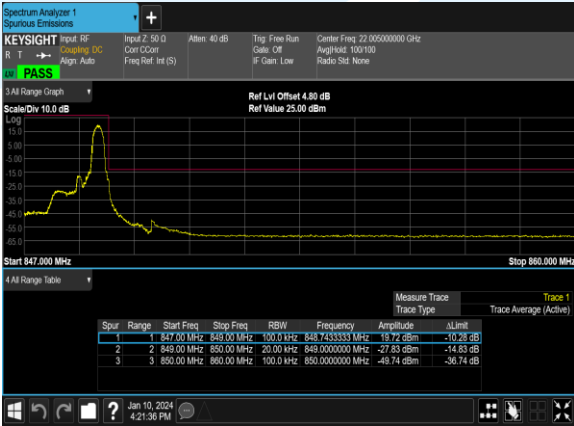 Spectrum Analyzer 1
Spurious Emissions
+
KEYSIGHT Input: RF Input Z: 50 Ω Atten: 40 dB Trig: Free Run Center Freq: 22.005000000 GHz
R T Coupling: DC Corr CCorr Gate: Off Avg|Hold: 100/100
Align: Auto Freq Ref: Int (S) IF Gain: Low Radio Std: None
PASS
3 All Range Graph
Ref Lvl Offset 4.80 dB
Scale/Div 10.0 dB Ref Value 25.00 dBm
Log
15.0
5.00
-5.00
-15.0
-25.0
-35.0
-45.0
-55.0
-65.0
Start 847.000 MHz Stop 860.000 MHz
4 All Range Table
Measure Trace Trace 1
Trace Type Trace Average (Active)
Spur Range Start Freq Stop Freq RBW Frequency Amplitude ΔLimit
1 1 847.00 MHz 849.00 MHz 100.0 kHz 848.7433333 MHz 19.72 dBm -10.28 dB
2 2 849.00 MHz 850.00 MHz 20.00 kHz 849.0000000 MHz -27.83 dBm -14.83 dB
3 3 850.00 MHz 860.00 MHz 100.0 kHz 850.0000000 MHz -49.74 dBm -36.74 dB
?
Jan 10, 2024
4:21:36 PM